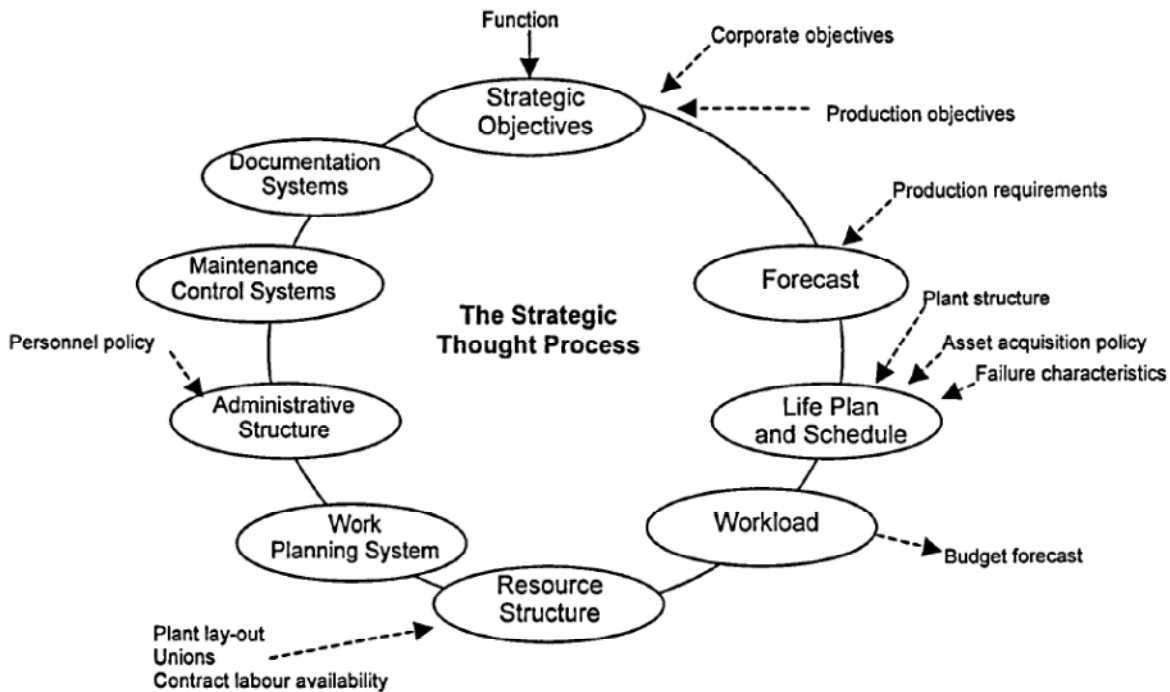 Function
Corporate objectives
Strategic
Objectives
Production objectives
Documentation
Systems
Production requirements
Maintenance
Control Systems
Forecast
The Strategic
Thought Process
Plant structure
Personnel policy
Asset acquisition policy
Failure characteristics
Administrative
Structure
Life Plan
and Schedule
Work
Planning System
Workload
Budget forecast
Resource
Structure
Plant lay-out
Unions
Contract labour availability